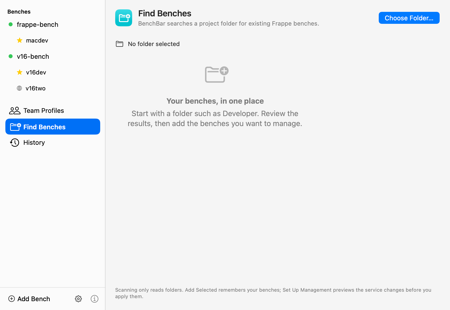 Benches
frappe-bench
macdev
v16-bench
v16dev
v16two
Team Profiles
Find Benches
History
Add Bench
Find Benches
BenchBar searches a project folder for existing Frappe benches.
Choose Folder...
No folder selected
Your benches, in one place
Start with a folder such as Developer. Review the
results, then add the benches you want to manage.
Scanning only reads folders. Add Selected remembers your benches; Set Up Management previews the service changes before you
apply them.